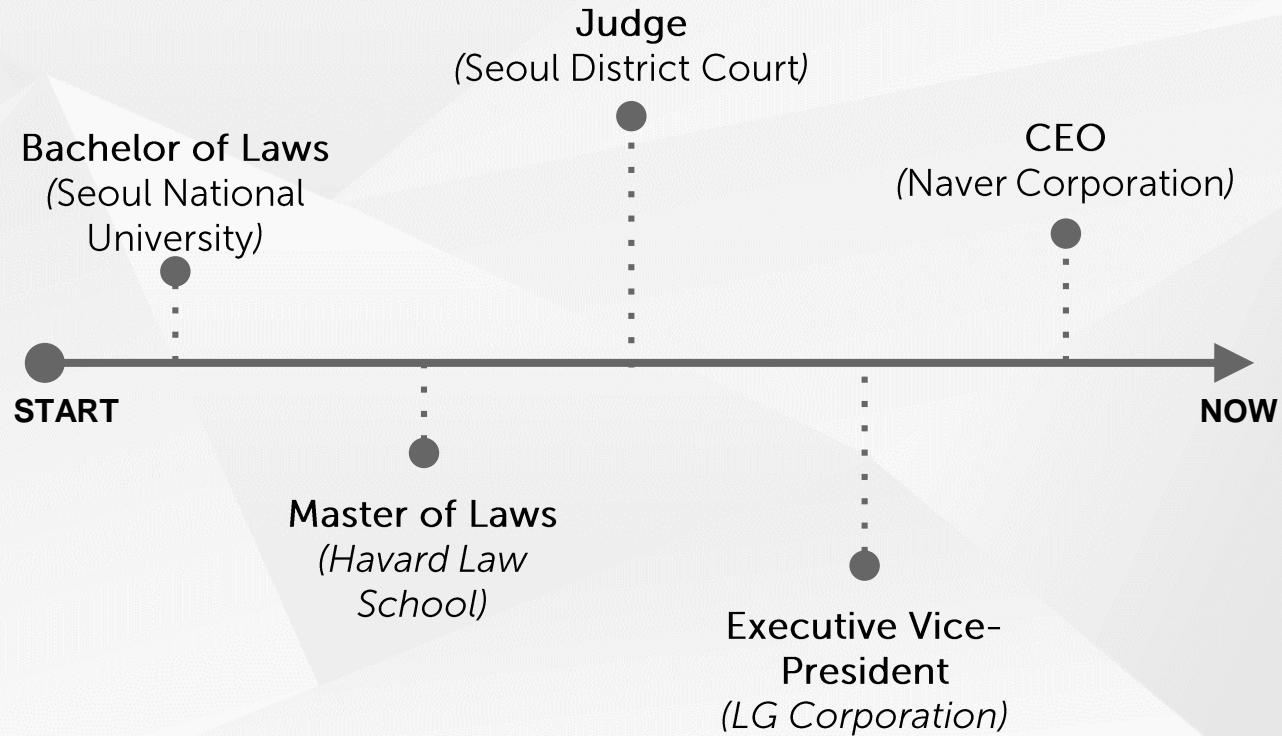 Judge
(Seoul District Court)
Bachelor of Laws
(Seoul National
University)
CEO
(Naver Corporation)
START
NOW
Master of Laws
(Havard Law
School)
Executive Vice-
President
(LG Corporation)